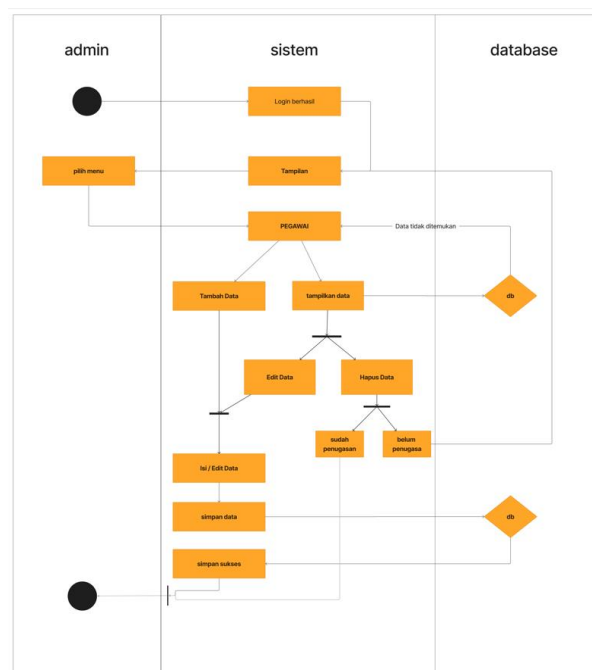 admin
sistem
database
Login berhasil
pilih menu
Tampilan
PEGAWAI
Data tidak ditemukan
Tambah Data
tampilkan data
db
Edit Data
Hapus Data
sudah
penugasan
belum
penugasa
Isi / Edit Data
simpan data
db
simpan sukses